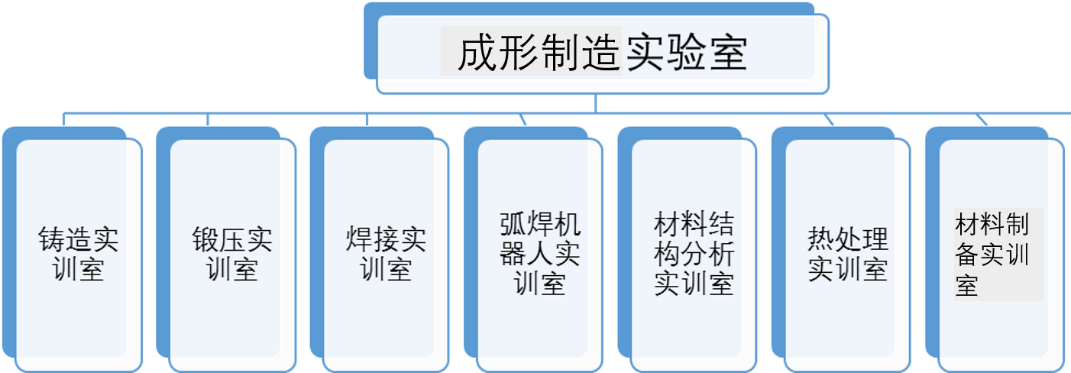 成形制造实验室
铸造实
训室
锻压实
训室
焊接实
训室
弧焊机
器人实
训室
材料结
构分析
实训室
热处理
实训室
材料制
备实训
室